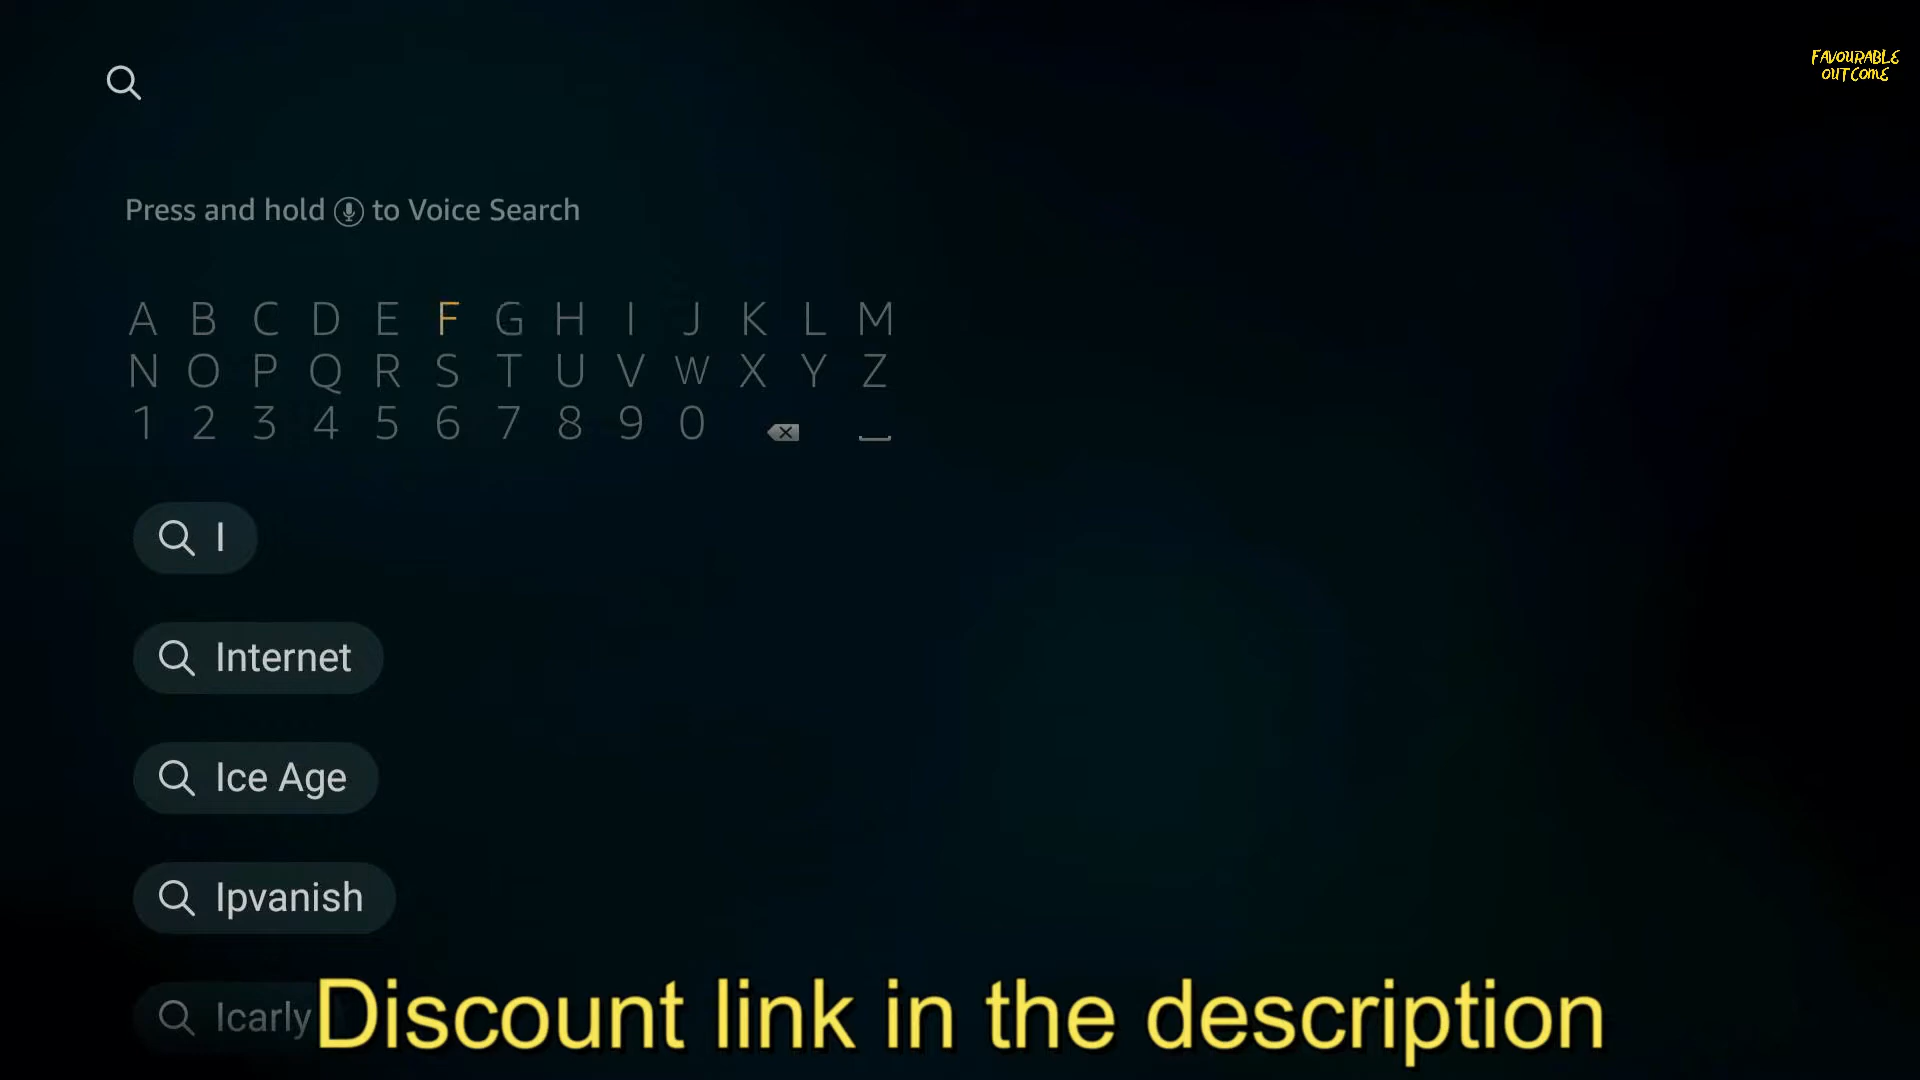 FAVOURABLE
OUTCOME
Press and hold to Voice Search
A B C D E F G H I J K L M
N O P Q R S T U V W X Y Z
1 2 3 4 5 6 7 8 9 0
I
Internet
Ice Age
Ipvanish
Icarly
Discount link in the description